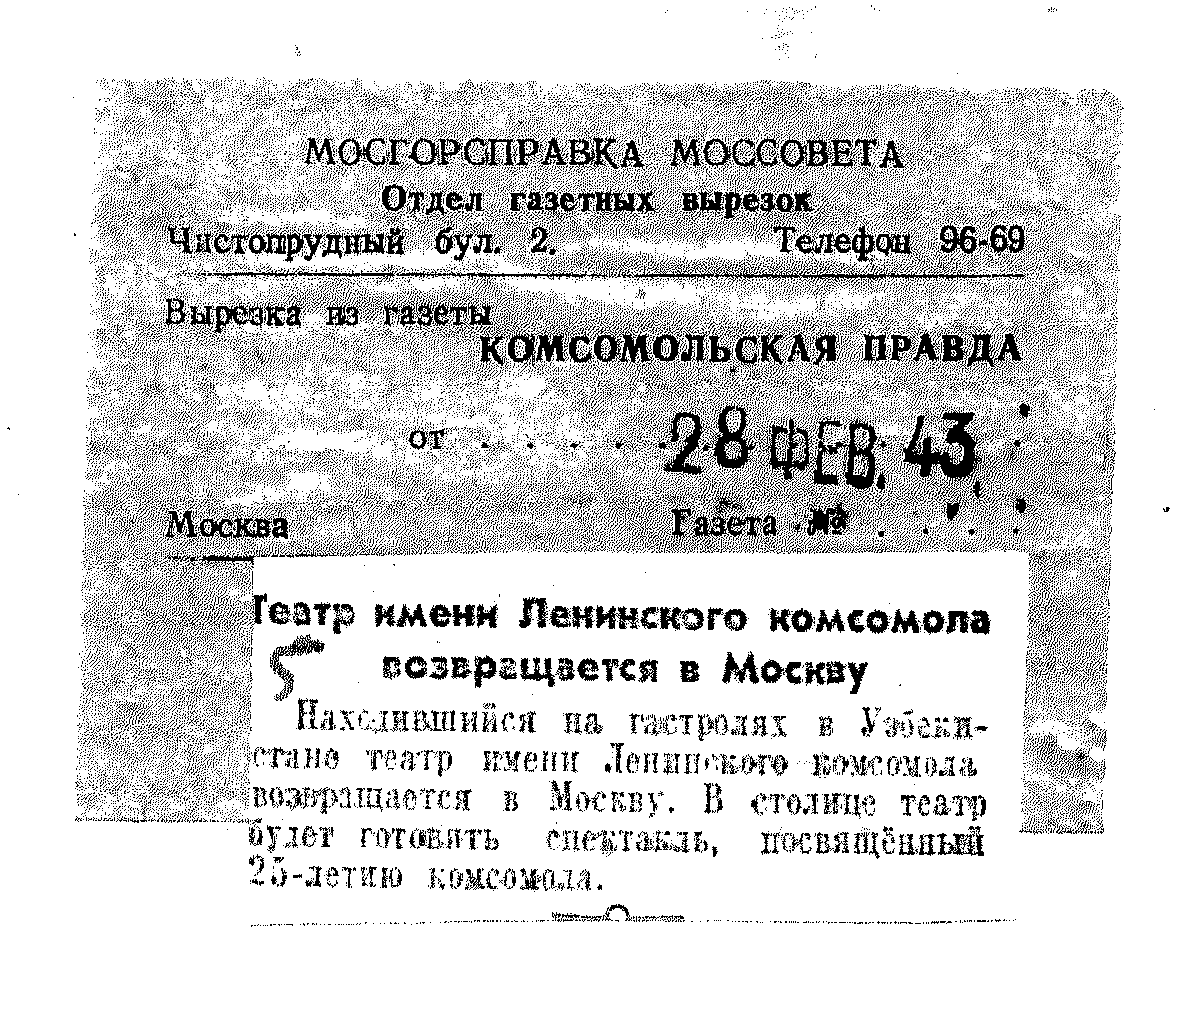 МОСГОРСПРАВКА МОССОВЕТА
Отдел газетных вырезок
Чистопрудный бул. 2. Телефон 96-69
Вырезка из газеты
КОМСОМОЛЬСКАЯ ПРАВДА
от . . . . . 28 ФЕВ. 43
Москва Газета № . . . .
Театр имени Ленинского комсомола
возвращается в Москву
Находившийся на гастролях в Узбеки-
стане театр имени Ленинского комсомола
возвращается в Москву. В столице театр
будет готовить спектакль, посвящённый
25-летию комсомола.